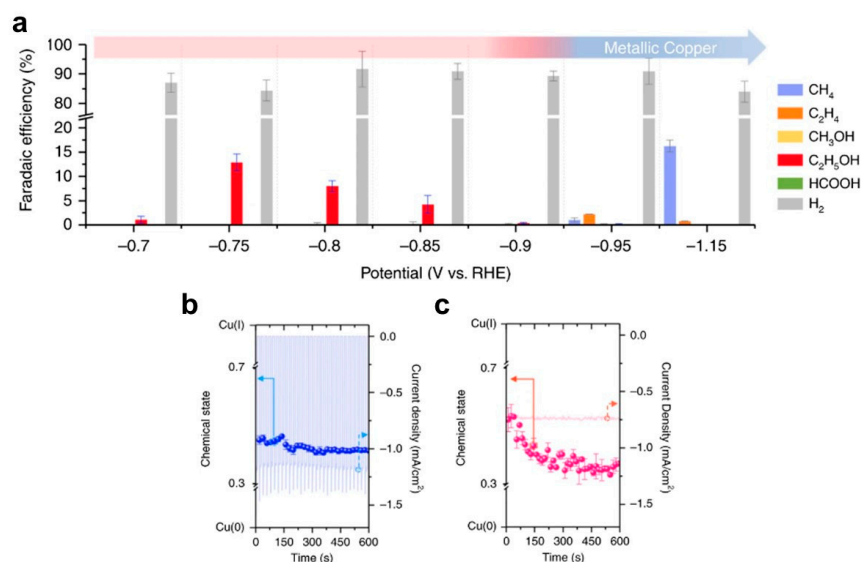 a
Metallic Copper
Faradaic efficiency (%)
100
90
80
20
15
10
5
0
−0.7 −0.75 −0.8 −0.85 −0.9 −0.95 −1.15
Potential (V vs. RHE)
CH₄
C₂H₄
CH₃OH
C₂H₅OH
HCOOH
H₂
b
Chemical state
Cu(I)
0.7
0.3
Cu(0)
0 150 300 450 600
Time (s)
0.0
−0.5
−1.0
−1.5
Current density (mA/cm²)
c
Chemical state
Cu(I)
0.7
0.3
Cu(0)
0 150 300 450 600
Time (s)
0.0
−0.5
−1.0
−1.5
Current Density (mA/cm²)